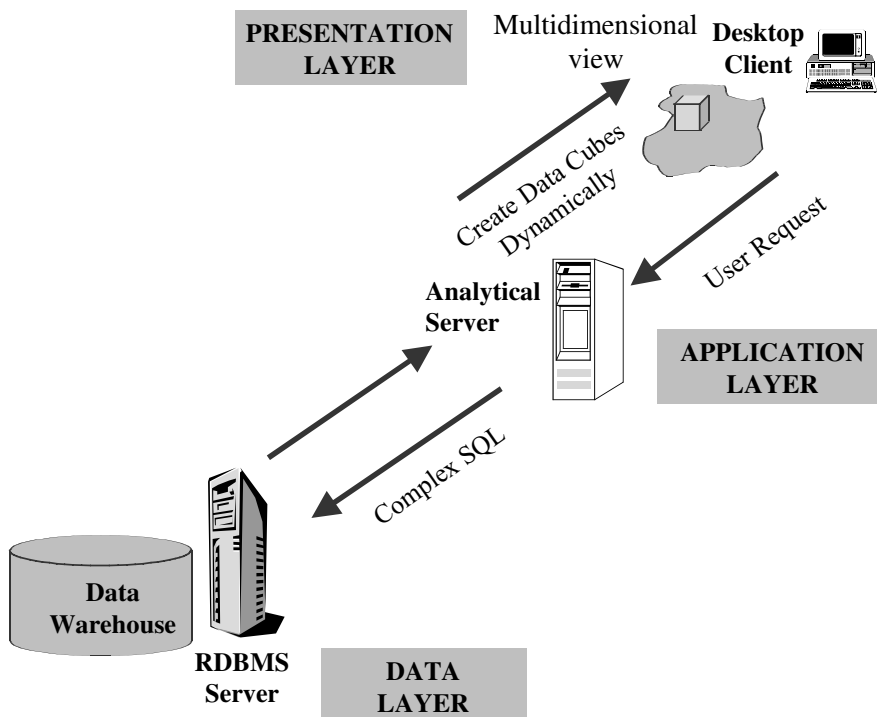 PRESENTATION
LAYER
Multidimensional
view
Desktop
Client
Create Data Cubes
Dynamically
User Request
Analytical
Server
APPLICATION
LAYER
Complex SQL
Data
Warehouse
RDBMS
Server
DATA
LAYER